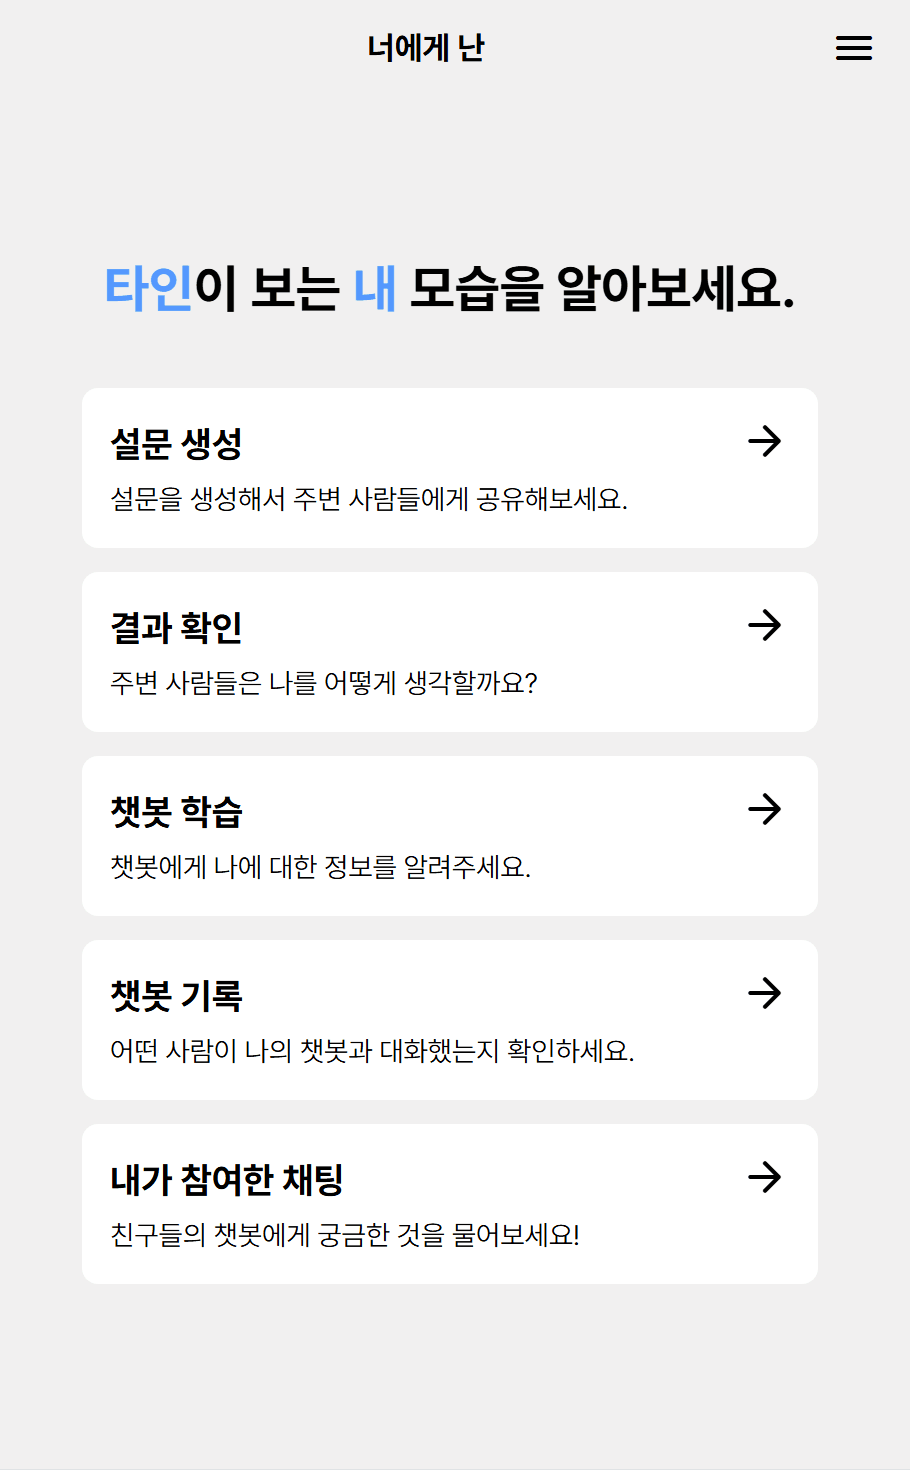 너에게 난
타인이 보는 내 모습을 알아보세요.
설문 생성
설문을 생성해서 주변 사람들에게 공유해보세요.
결과 확인
주변 사람들은 나를 어떻게 생각할까요?
챗봇 학습
챗봇에게 나에 대한 정보를 알려주세요.
챗봇 기록
어떤 사람이 나의 챗봇과 대화했는지 확인하세요.
내가 참여한 채팅
친구들의 챗봇에게 궁금한 것을 물어보세요!